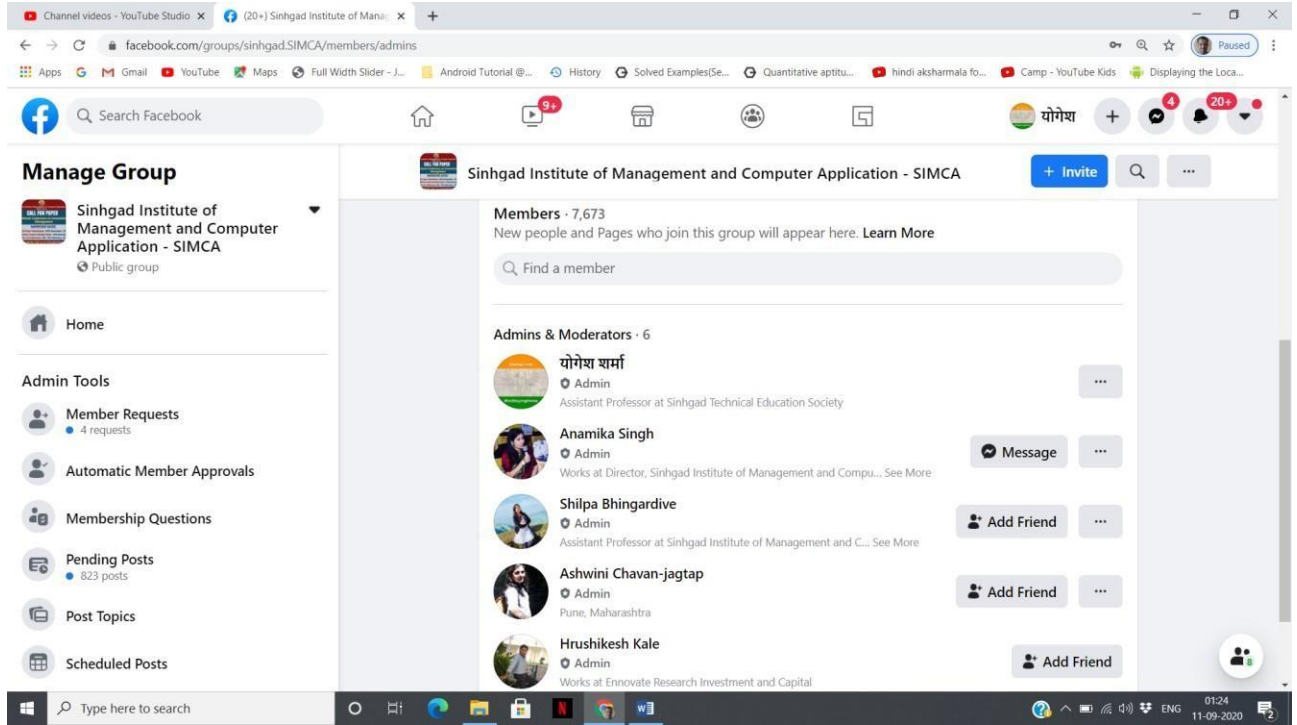 Channel videos - YouTube Studio
(20+) Sinhgad Institute of Manag
facebook.com/groups/sinhgad.SIMCA/members/admins
Paused
Apps
Gmail
YouTube
Maps
Full Width Slider - J...
Android Tutorial @...
History
Solved Examples(Se...
Quantitative aptitu...
hindi aksharmala fo...
Camp - YouTube Kids
Displaying the Loca...
Search Facebook
9+
योगेश
4
20+
Manage Group
Sinhgad Institute of
Management and Computer
Application - SIMCA
Public group
Home
Admin Tools
Member Requests
4 requests
Automatic Member Approvals
Membership Questions
Pending Posts
823 posts
Post Topics
Scheduled Posts
Sinhgad Institute of Management and Computer Application - SIMCA
+ Invite
Members · 7,673
New people and Pages who join this group will appear here. Learn More
Find a member
Admins & Moderators · 6
योगेश शर्मा
Admin
Assistant Professor at Sinhgad Technical Education Society
Anamika Singh
Admin
Works at Director, Sinhgad Institute of Management and Compu... See More
Message
Shilpa Bhingardive
Admin
Assistant Professor at Sinhgad Institute of Management and C... See More
Add Friend
Ashwini Chavan-jagtap
Admin
Pune, Maharashtra
Add Friend
Hrushikesh Kale
Admin
Works at Ennovate Research Investment and Capital
Add Friend
8
Type here to search
ENG
01:24
11-09-2020
2